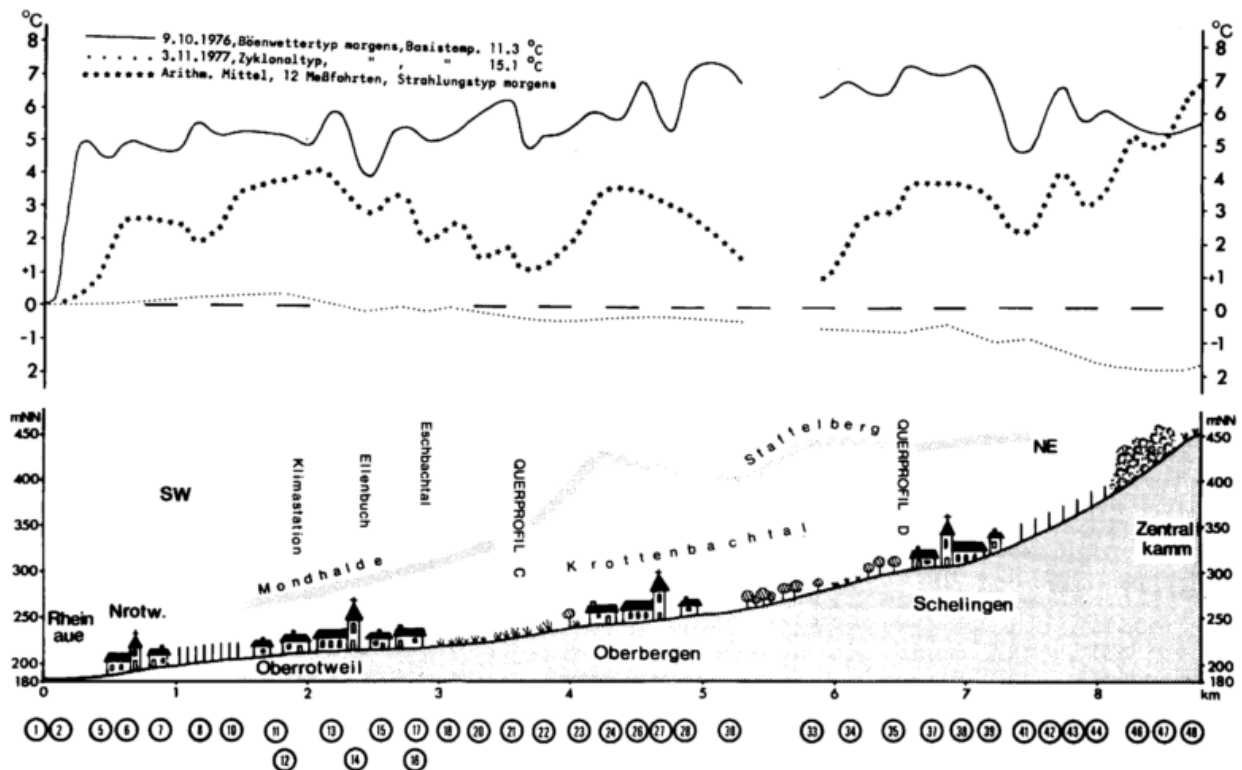 °C
°C
9.10.1976,Böenwettertyp morgens,Basistemp. 11.3 °C
3.11.1977,Zyklonaltyp, " , " 15.1 °C
Arithm. Mittel, 12 Meßfahrten, Strahlungstyp morgens
8
7
6
5
4
3
2
+1
0
-1
2
8
7
6
5
4
3
2
+1
0
-1
2
mNN
450
400
350
300
250
200
180
mNN
450
400
350
300
250
200
180
SW
NE
Klimastation
Ellenbuch
Eschbachtal
QUERPROFIL C
Staffelberg
QUERPROFIL D
Mondhalde
Krottenbachtal
Zentral
kamm
Rhein
aue
Nrotw.
Oberrotweil
Oberbergen
Schelingen
0 1 2 3 4 5 6 7 8 km
1 2 5 6 7 8 10 11 13 15 17 18 20 21 22 23 24 26 27 28 30 33 34 35 37 38 39 41 42 43 44 46 47 48
12 14